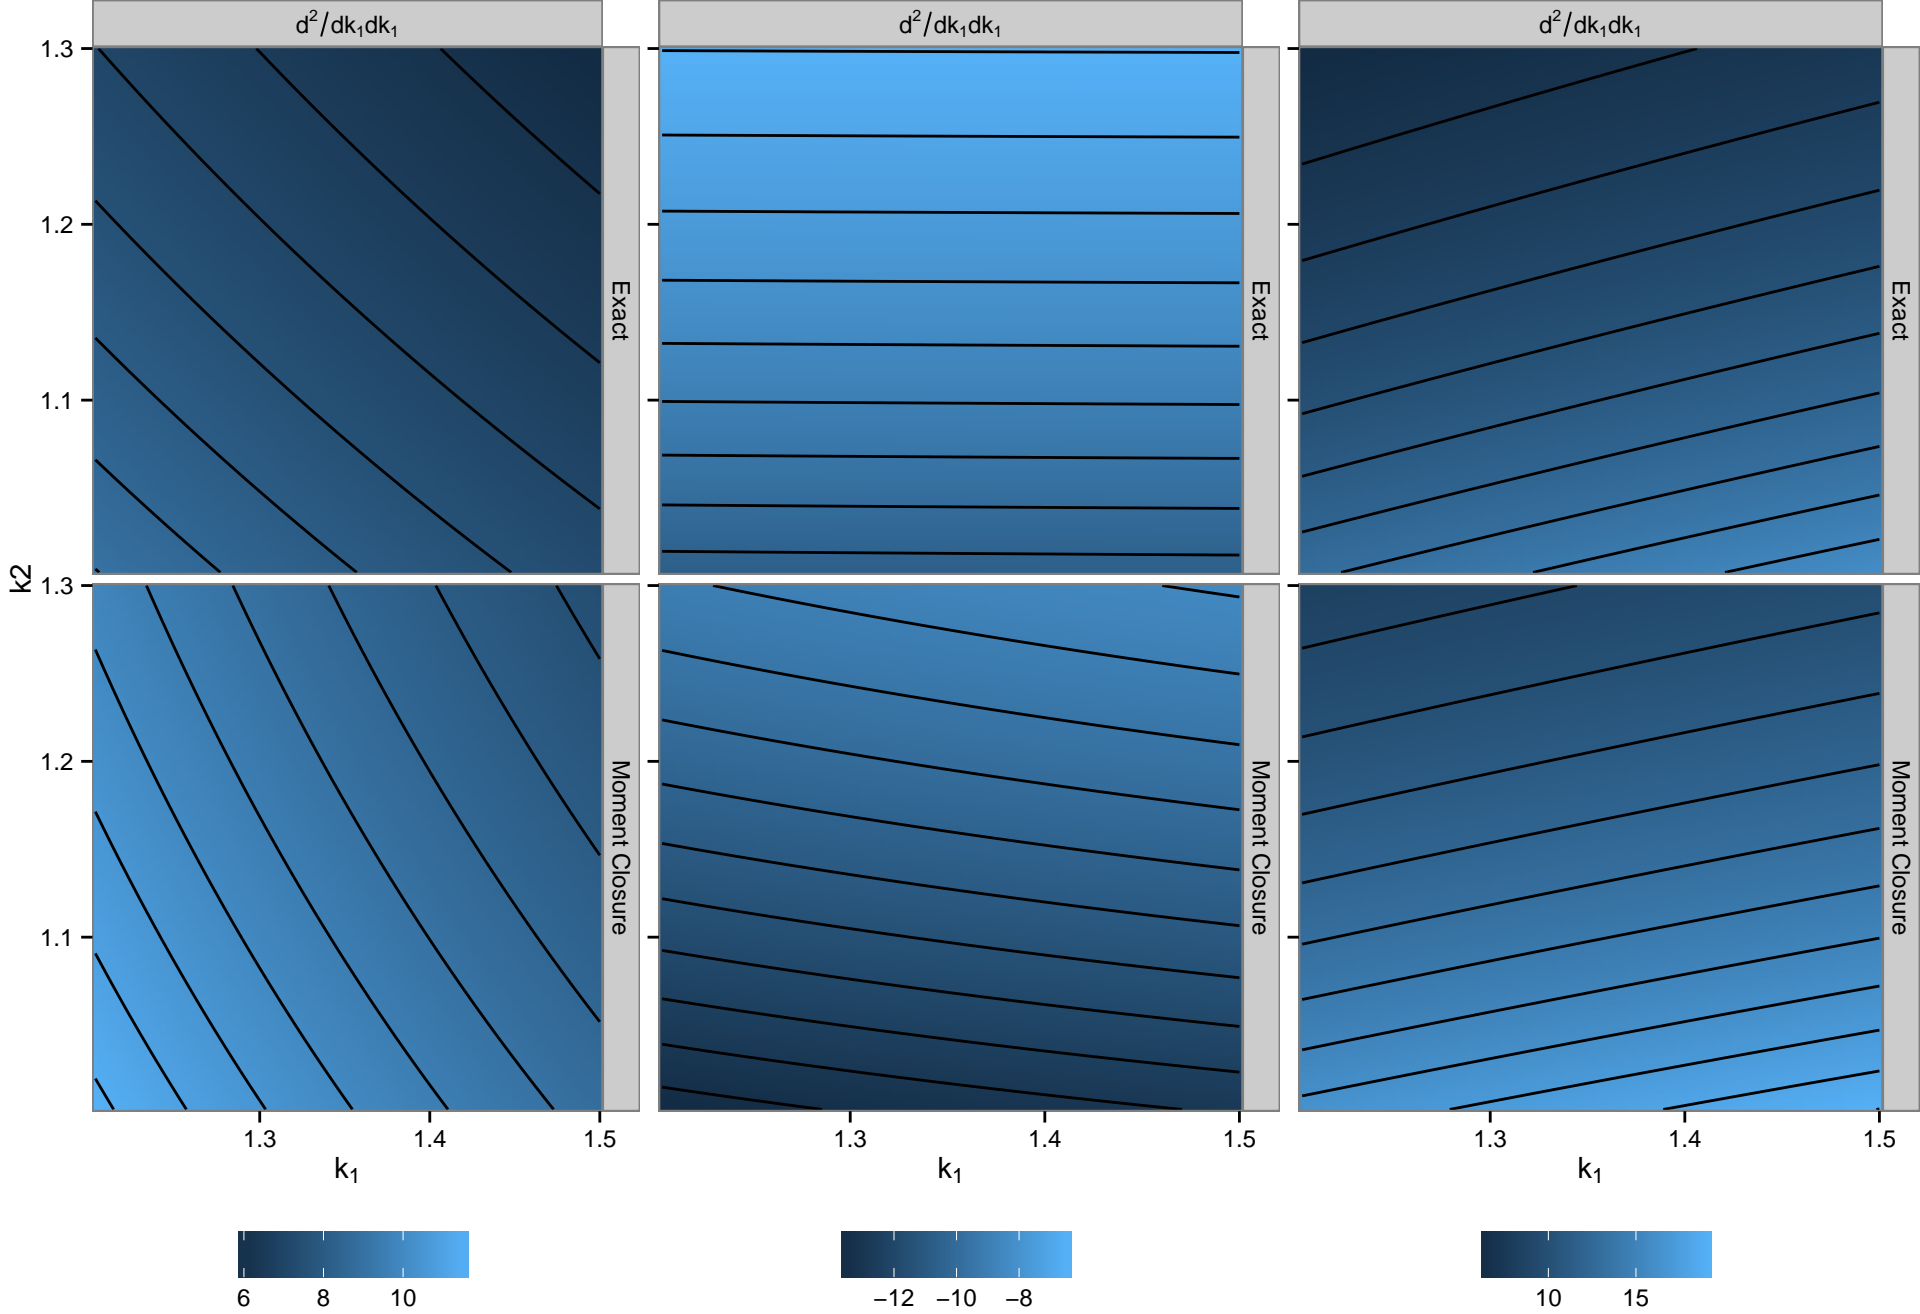 d²/dk₁dk₁ d²/dk₁dk₁ d²/dk₁dk₁
1.3
1.2
1.1
Exact Exact Exact
k2
1.3
1.2
1.1
Moment Closure Moment Closure Moment Closure
1.3 1.4 1.5 1.3 1.4 1.5 1.3 1.4 1.5
k₁ k₁ k₁
6 8 10 −12 −10 −8 10 15